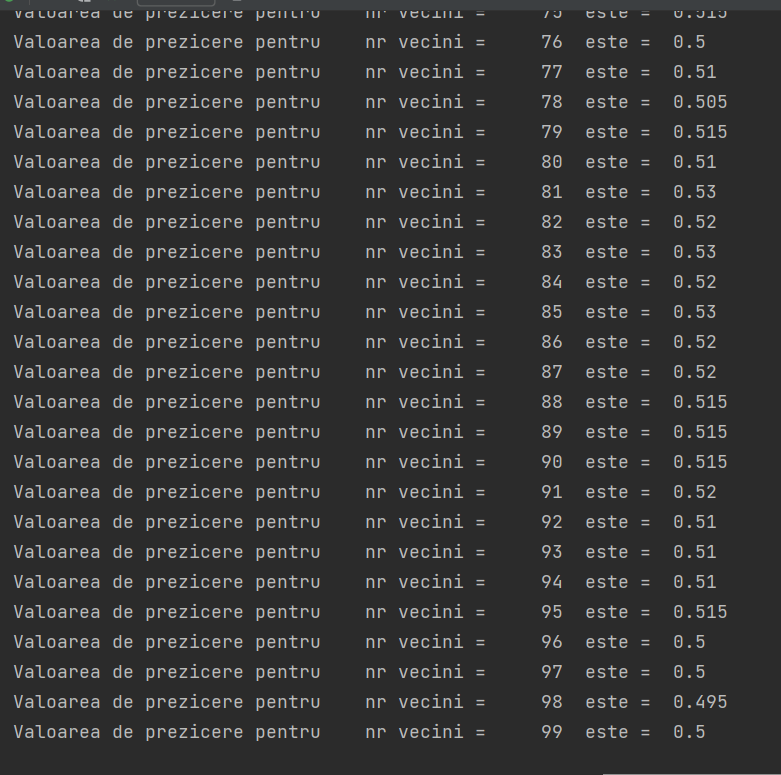 Valoarea de prezicere pentru nr vecini = 75 este = 0.515
Valoarea de prezicere pentru nr vecini = 76 este = 0.5
Valoarea de prezicere pentru nr vecini = 77 este = 0.51
Valoarea de prezicere pentru nr vecini = 78 este = 0.505
Valoarea de prezicere pentru nr vecini = 79 este = 0.515
Valoarea de prezicere pentru nr vecini = 80 este = 0.51
Valoarea de prezicere pentru nr vecini = 81 este = 0.53
Valoarea de prezicere pentru nr vecini = 82 este = 0.52
Valoarea de prezicere pentru nr vecini = 83 este = 0.53
Valoarea de prezicere pentru nr vecini = 84 este = 0.52
Valoarea de prezicere pentru nr vecini = 85 este = 0.53
Valoarea de prezicere pentru nr vecini = 86 este = 0.52
Valoarea de prezicere pentru nr vecini = 87 este = 0.52
Valoarea de prezicere pentru nr vecini = 88 este = 0.515
Valoarea de prezicere pentru nr vecini = 89 este = 0.515
Valoarea de prezicere pentru nr vecini = 90 este = 0.515
Valoarea de prezicere pentru nr vecini = 91 este = 0.52
Valoarea de prezicere pentru nr vecini = 92 este = 0.51
Valoarea de prezicere pentru nr vecini = 93 este = 0.51
Valoarea de prezicere pentru nr vecini = 94 este = 0.51
Valoarea de prezicere pentru nr vecini = 95 este = 0.515
Valoarea de prezicere pentru nr vecini = 96 este = 0.5
Valoarea de prezicere pentru nr vecini = 97 este = 0.5
Valoarea de prezicere pentru nr vecini = 98 este = 0.495
Valoarea de prezicere pentru nr vecini = 99 este = 0.5